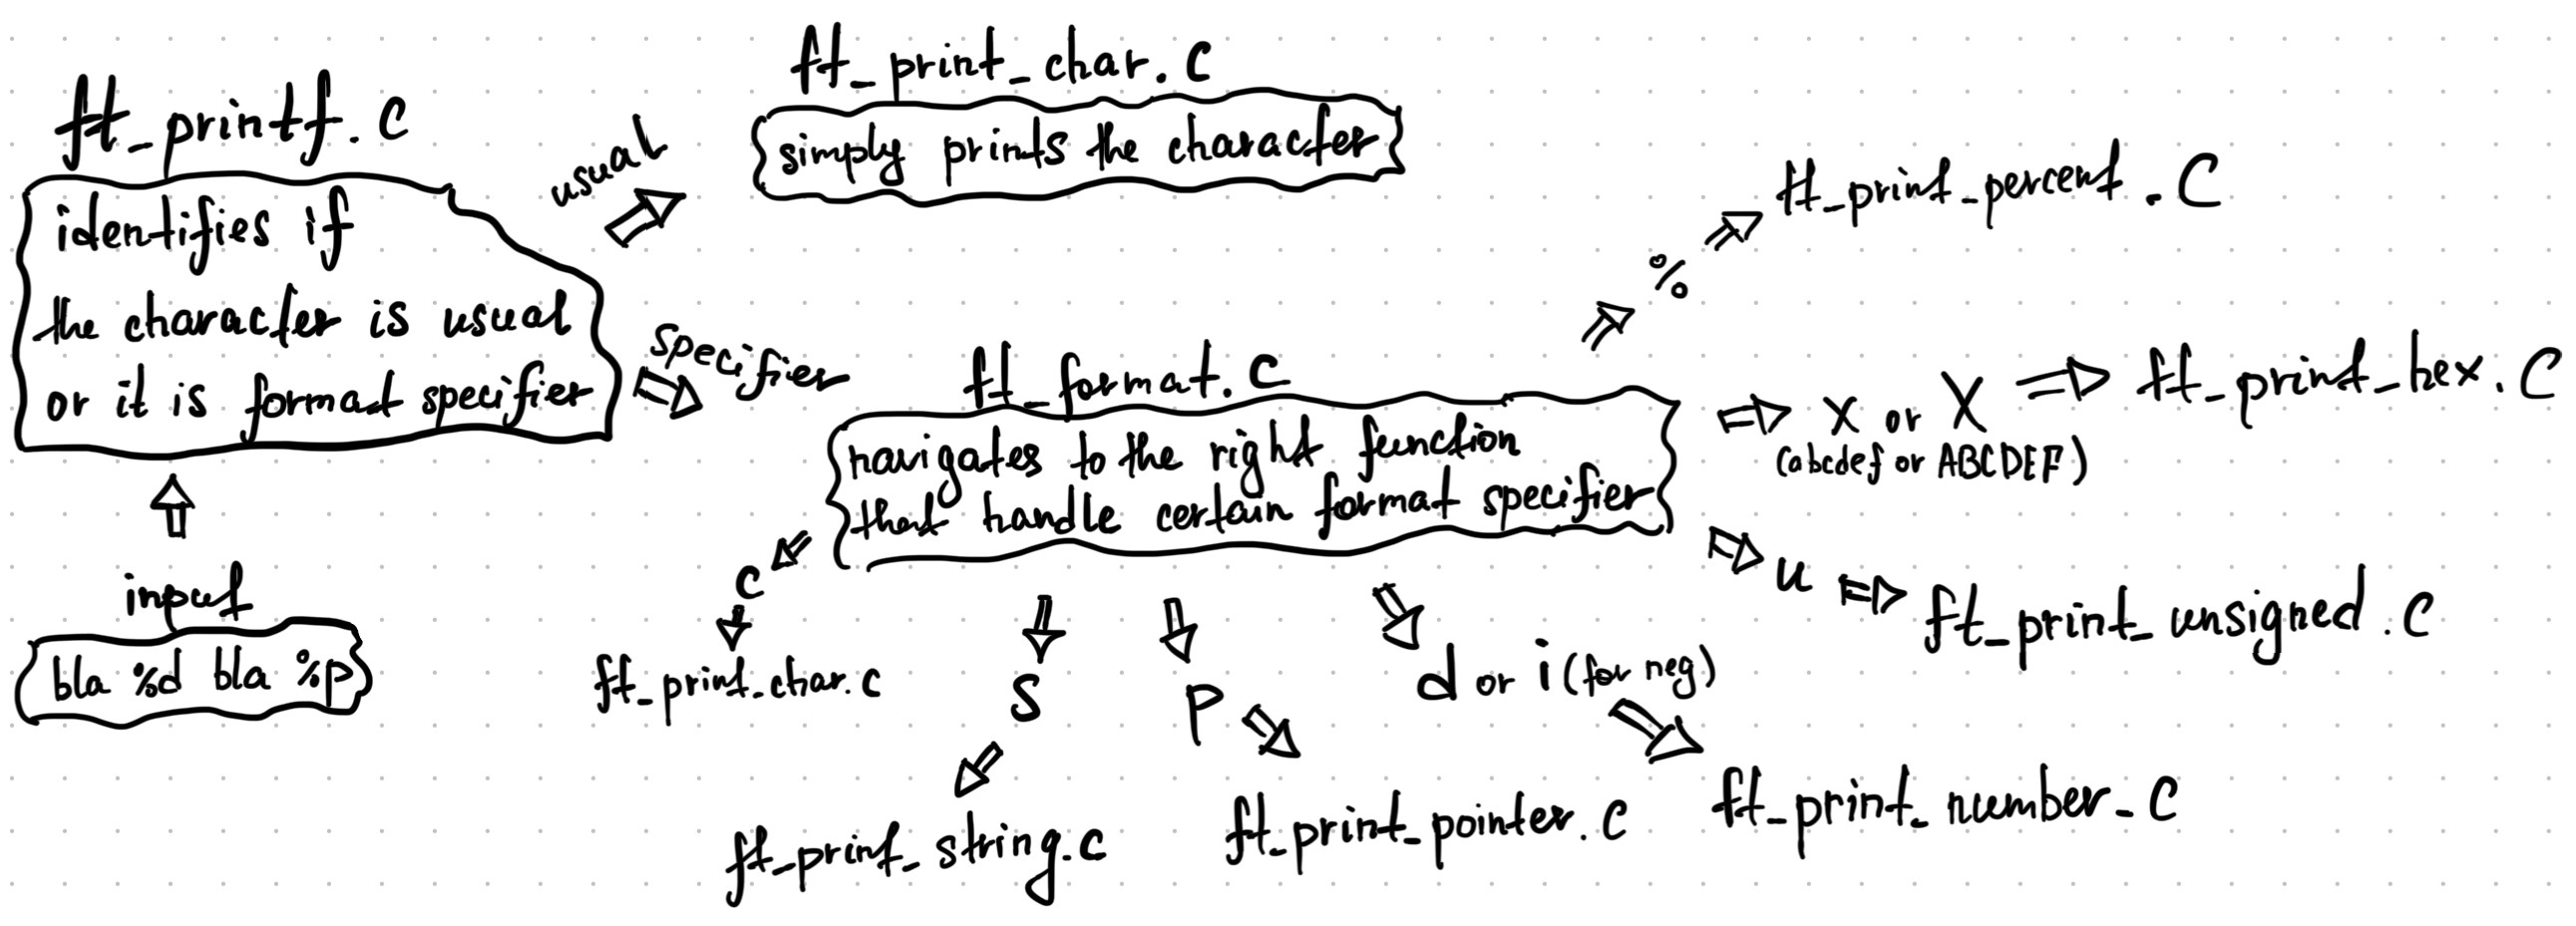 ft_printf.c
identifies if
the character is usual
or it is format specifier
input
bla %d bla %p
usual
ft_print_char.c
simply prints the character
specifier
ft_format.c
navigates to the right function
that handle certain format specifier
%
ft_print_percent.c
x or X
(abcdef or ABCDEF)
ft_print_hex.c
u
ft_print_unsigned.c
d or i (for neg)
ft_print_number_c
p
ft_print_pointer.c
s
ft_print_string.c
c
ft_print_char.c